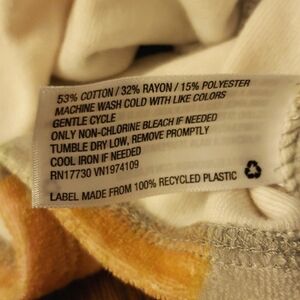 53% COTTON / 32% RAYON / 15% POLYESTER
MACHINE WASH COLD WITH LIKE COLORS
GENTLE CYCLE
ONLY NON-CHLORINE BLEACH IF NEEDED
TUMBLE DRY LOW, REMOVE PROMPTLY
COOL IRON IF NEEDED
RN17730 VN1974109
LABEL MADE FROM 100% RECYCLED PLASTIC